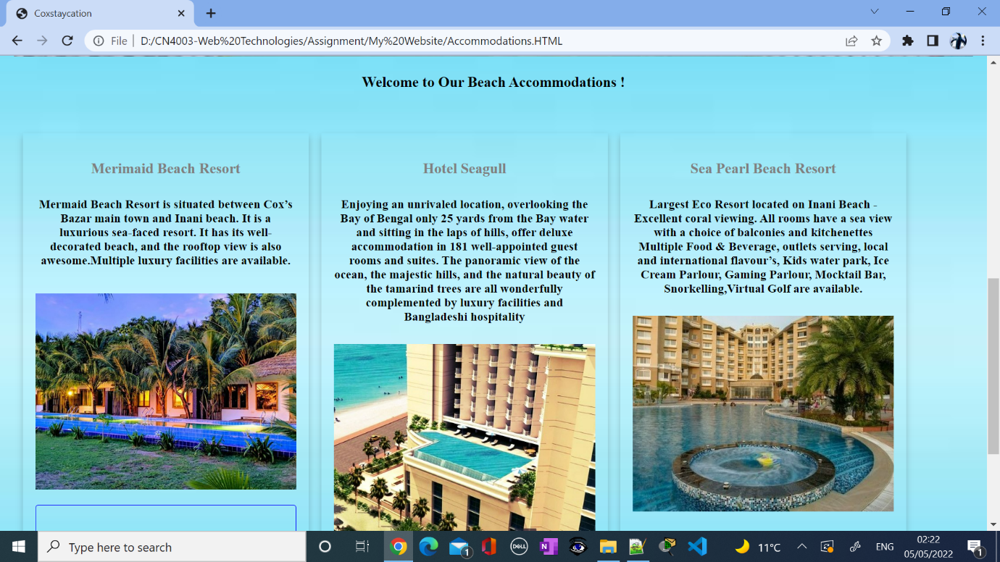 Coxstaycation
File
D:/CN4003-Web%20Technologies/Assignment/My%20Website/Accommodations.HTML
Welcome to Our Beach Accommodations !
Merimaid Beach Resort
Mermaid Beach Resort is situated between Cox’s
Bazar main town and Inani beach. It is a
luxurious sea-faced resort. It has its well-
decorated beach, and the rooftop view is also
awesome.Multiple luxury facilities are available.
Hotel Seagull
Enjoying an unrivaled location, overlooking the
Bay of Bengal only 25 yards from the Bay water
and sitting in the laps of hills, offer deluxe
accommodation in 181 well-appointed guest
rooms and suites. The panoramic view of the
ocean, the majestic hills, and the natural beauty of
the tamarind trees are all wonderfully
complemented by luxury facilities and
Bangladeshi hospitality
Sea Pearl Beach Resort
Largest Eco Resort located on Inani Beach -
Excellent coral viewing. All rooms have a sea view
with a choice of balconies and kitchenettes
Multiple Food & Beverage, outlets serving, local
and international flavour’s, Kids water park, Ice
Cream Parlour, Gaming Parlour, Mocktail Bar,
Snorkelling,Virtual Golf are available.
Type here to search
1
DELL
N
11°C
ENG
02:22
05/05/2022
1